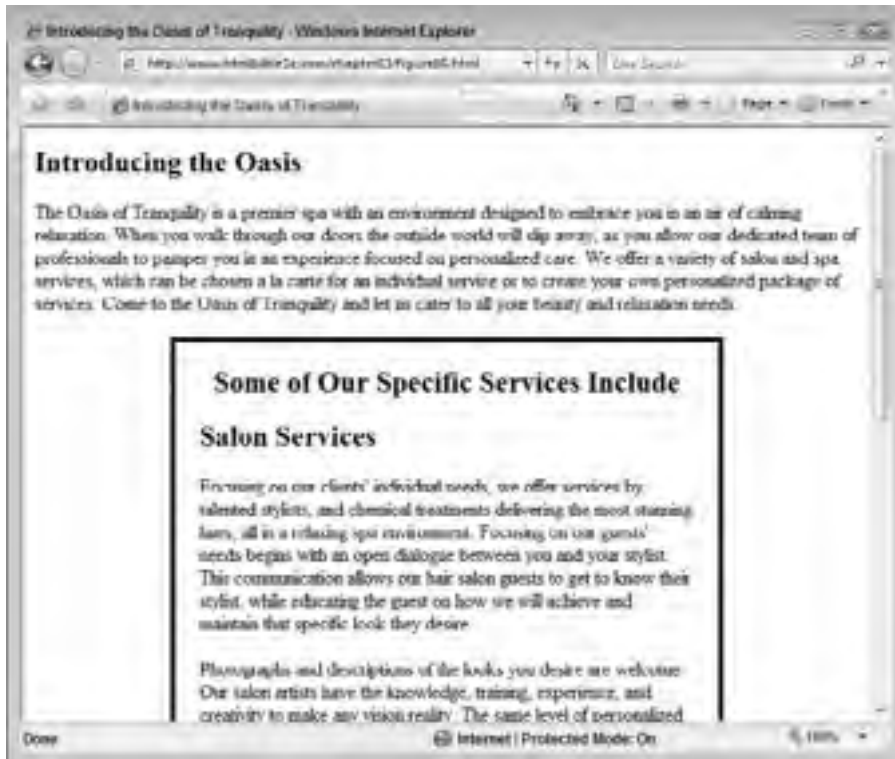 Introducing the Oasis of Tranquility - Windows Internet Explorer
Introducing the Oasis of Tranquility
Page
Introducing the Oasis
The Oasis of Tranquility is a premier spa with an environment designed to embrace you in an air of calming
relaxation. When you walk through our doors the outside world will slip away, as you allow our dedicated team of
professionals to pamper you in an experience focused on personalized care. We offer a variety of salon and spa
services, which can be chosen a la carte for an individual service or to create your own personalized package of
services. Come to the Oasis of Tranquility and let us cater to all your beauty and relaxation needs.
Some of Our Specific Services Include
Salon Services
Focusing on our clients' individual needs, we offer services by
talented stylists, and chemical treatments delivering the most stunning
hues, all in a relaxing spa environment. Focusing on our guests'
needs begins with an open dialogue between you and your stylist.
This communication allows our hair salon guests to get to know their
stylist, while educating the guest on how we will achieve and
maintain that specific look they desire.
Photographs and descriptions of the looks you desire are welcome.
Our salon artists have the knowledge, training, experience, and
creativity to make any vision reality. The same level of personalized
Done
Internet | Protected Mode: On
100%